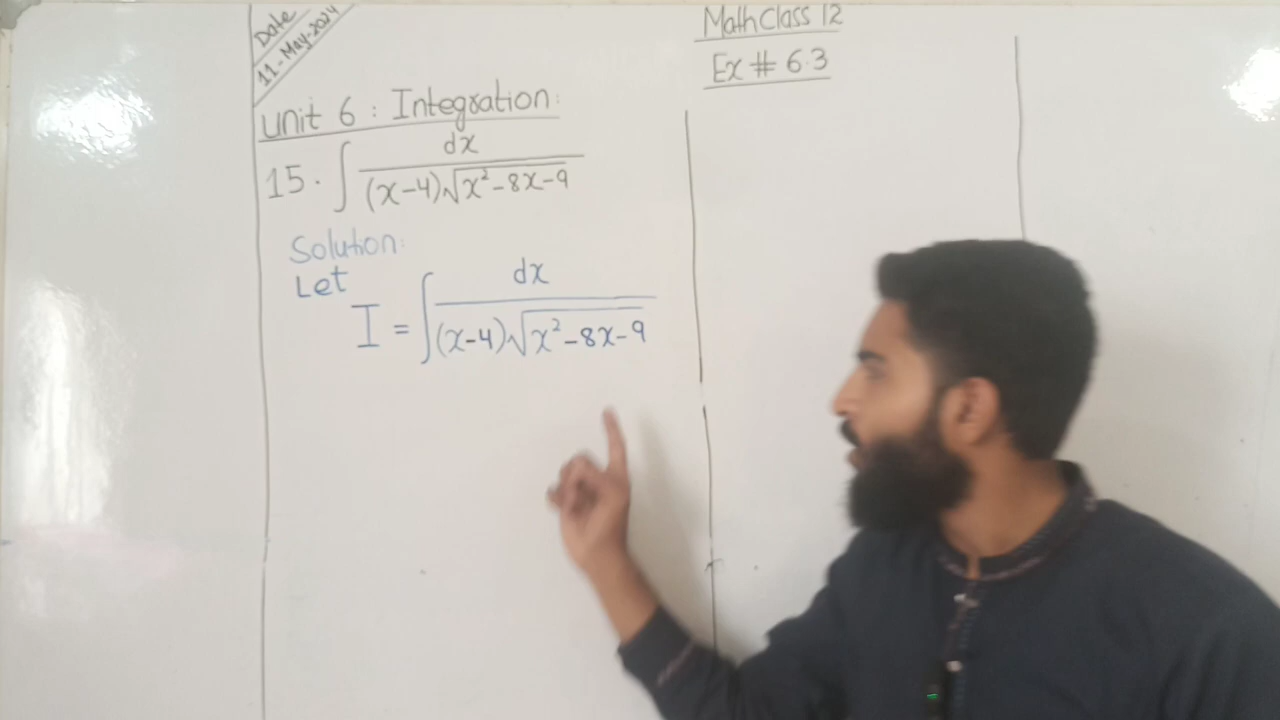 Date
11-May-2024
Math Class 12
Ex # 6.3
Unit 6 : Integration:
15. ∫ dx / (x-4)√x²-8x-9
Solution:
Let
I = ∫ dx / (x-4)√x²-8x-9